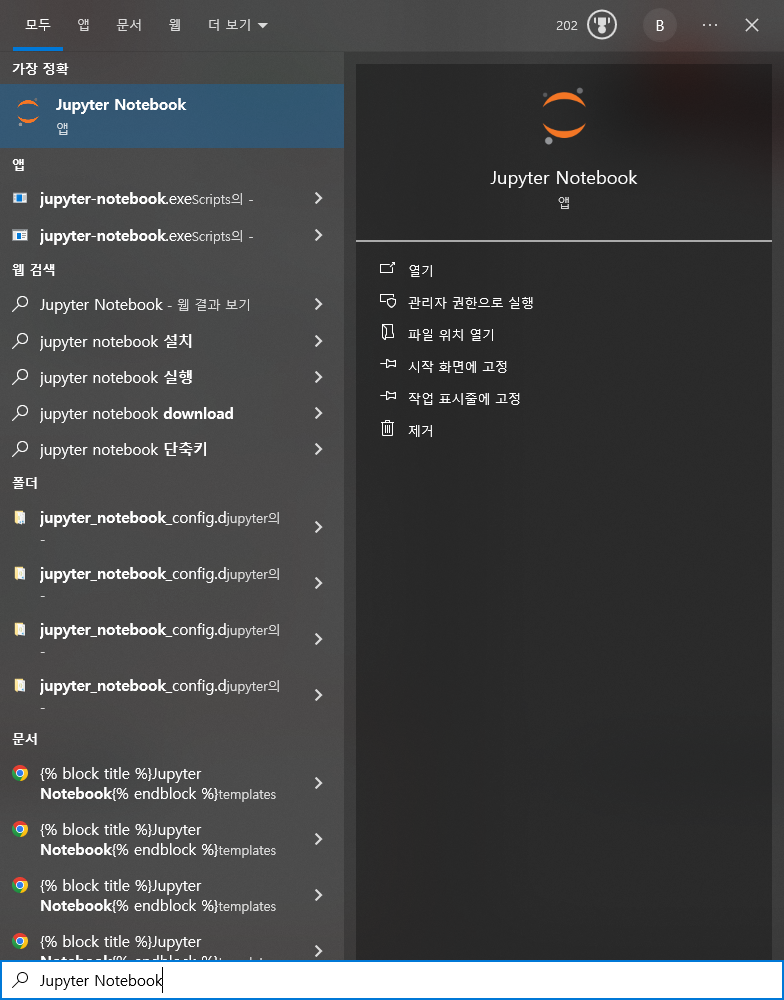 모두 앱 문서 웹 더 보기 202 B ···
가장 정확
Jupyter Notebook
앱
앱
jupyter-notebook.exeScripts의 -
jupyter-notebook.exeScripts의 -
웹 검색
Jupyter Notebook - 웹 결과 보기
jupyter notebook 설치
jupyter notebook 실행
jupyter notebook download
jupyter notebook 단축키
폴더
jupyter_notebook_config.djupyter의
-
jupyter_notebook_config.djupyter의
-
jupyter_notebook_config.djupyter의
-
jupyter_notebook_config.djupyter의
-
문서
{% block title %}Jupyter
Notebook{% endblock %}templates
{% block title %}Jupyter
Notebook{% endblock %}templates
{% block title %}Jupyter
Notebook{% endblock %}templates
{% block title %}Jupyter
Notebook{% endblock %}templates
Jupyter Notebook
앱
열기
관리자 권한으로 실행
파일 위치 열기
시작 화면에 고정
작업 표시줄에 고정
제거
Jupyter Notebook